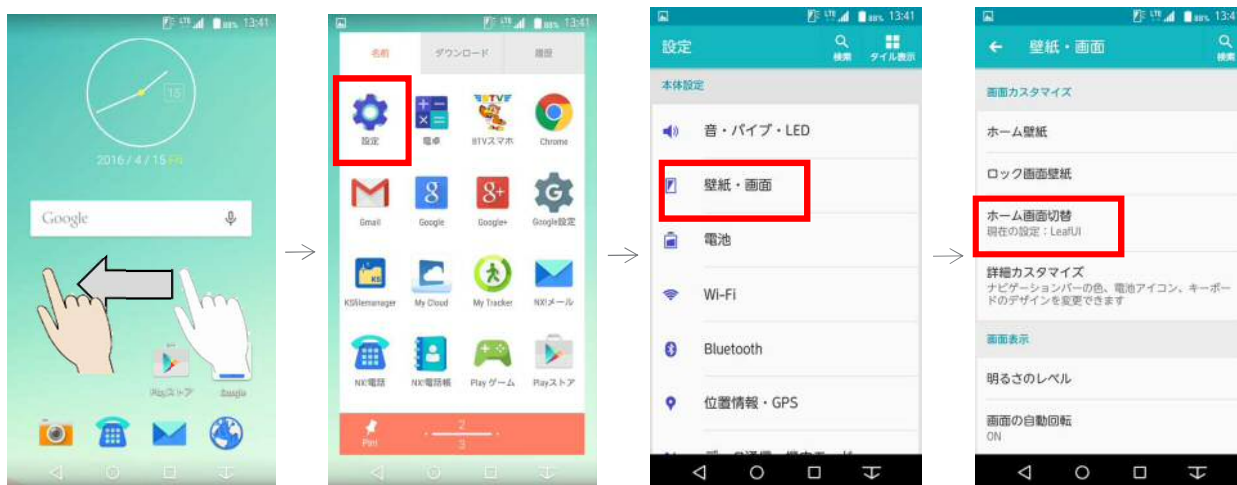 88% 13:41
15
2016 / 4 / 15 Fri
Google
Playストア
Google
88% 13:41
名前 ダウンロード 履歴
設定 電卓 BTVスマホ Chrome
Gmail Google Google+ Google設定
KSfilemanager My Cloud My Tracker NX!メール
NX!電話 NX!電話帳 Play ゲーム Playストア
Pin
2
3
88% 13:41
設定
検索 タイル表示
本体設定
音・バイブ・LED
壁紙・画面
電池
Wi-Fi
Bluetooth
位置情報・GPS
88% 13:4
壁紙・画面
検索
画面カスタマイズ
ホーム壁紙
ロック画面壁紙
ホーム画面切替
現在の設定：LeafUI
詳細カスタマイズ
ナビゲーションバーの色、電池アイコン、キーボー
ドのデザインを変更できます
画面表示
明るさのレベル
画面の自動回転
ON